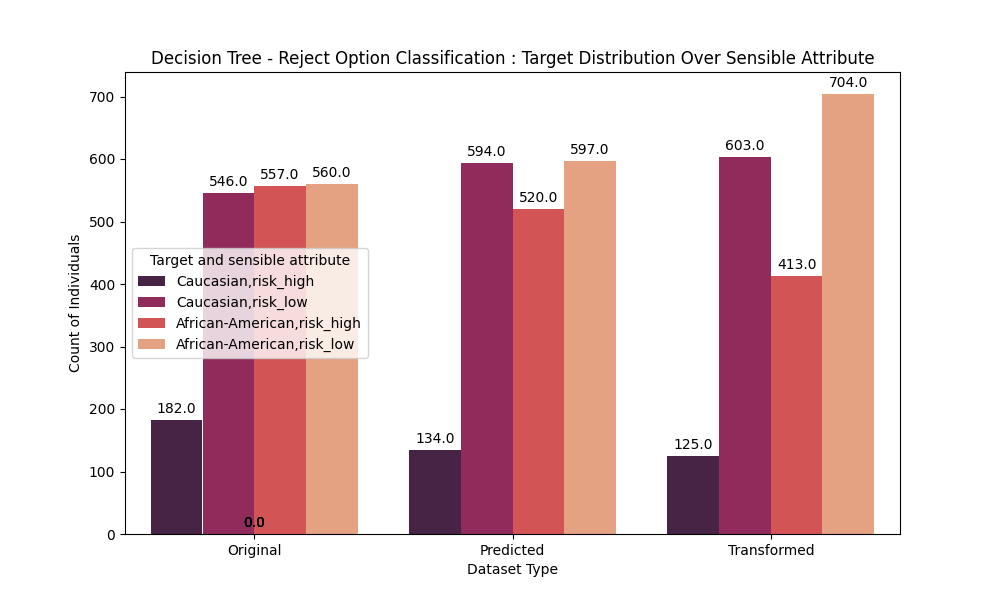 Decision Tree - Reject Option Classification : Target Distribution Over Sensible Attribute
Count of Individuals
700
600
500
400
300
200
100
0
182.0
546.0
557.0
560.0
0.0
134.0
594.0
520.0
597.0
125.0
603.0
413.0
704.0
Target and sensible attribute
Caucasian,risk_high
Caucasian,risk_low
African-American,risk_high
African-American,risk_low
Original
Predicted
Transformed
Dataset Type